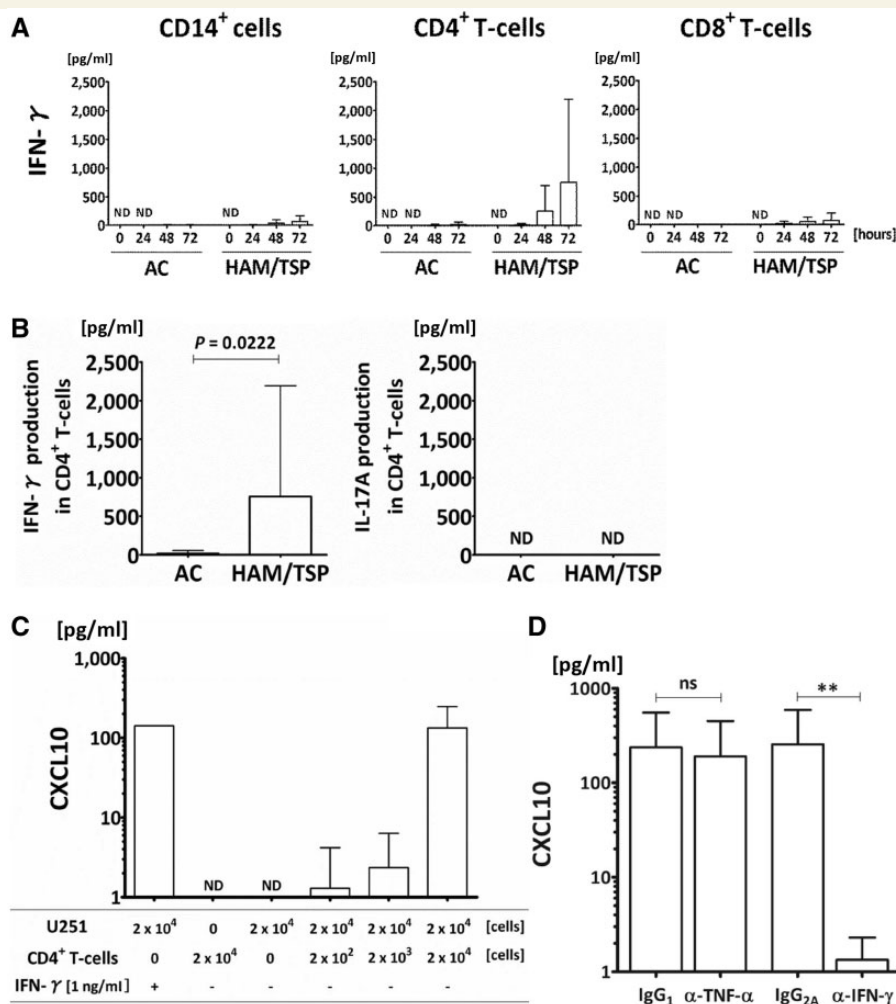 A
CD14+ cells CD4+ T-cells CD8+ T-cells
[pg/ml] [pg/ml] [pg/ml]
IFN-γ
2,500 2,500 2,500
2,000 2,000 2,000
1,500 1,500 1,500
1,000 1,000 1,000
500 500 500
ND ND ND ND ND ND ND ND ND
0 0 0
0 24 48 72 0 24 48 72 0 24 48 72 0 24 48 72 0 24 48 72 0 24 48 72 [hours]
AC HAM/TSP AC HAM/TSP AC HAM/TSP
B
[pg/ml] [pg/ml]
P = 0.0222
IFN-γ production
in CD4+ T-cells
2,500
2,000
1,500
1,000
500
0
AC HAM/TSP
IL-17A production
in CD4+ T-cells
2,500
2,000
1,500
1,000
500
0
ND ND
AC HAM/TSP
C
[pg/ml]
CXCL10
1,000
100
10
1
ND ND
U251 2 x 10⁴ 0 2 x 10⁴ 2 x 10⁴ 2 x 10⁴ 2 x 10⁴ [cells]
CD4+ T-cells 0 2 x 10⁴ 0 2 x 10² 2 x 10³ 2 x 10⁴ [cells]
IFN-γ [1 ng/ml] + - - - - -
D
[pg/ml]
CXCL10
1000
100
10
1
ns **
IgG₁ α-TNF-α IgG₂A α-IFN-γ